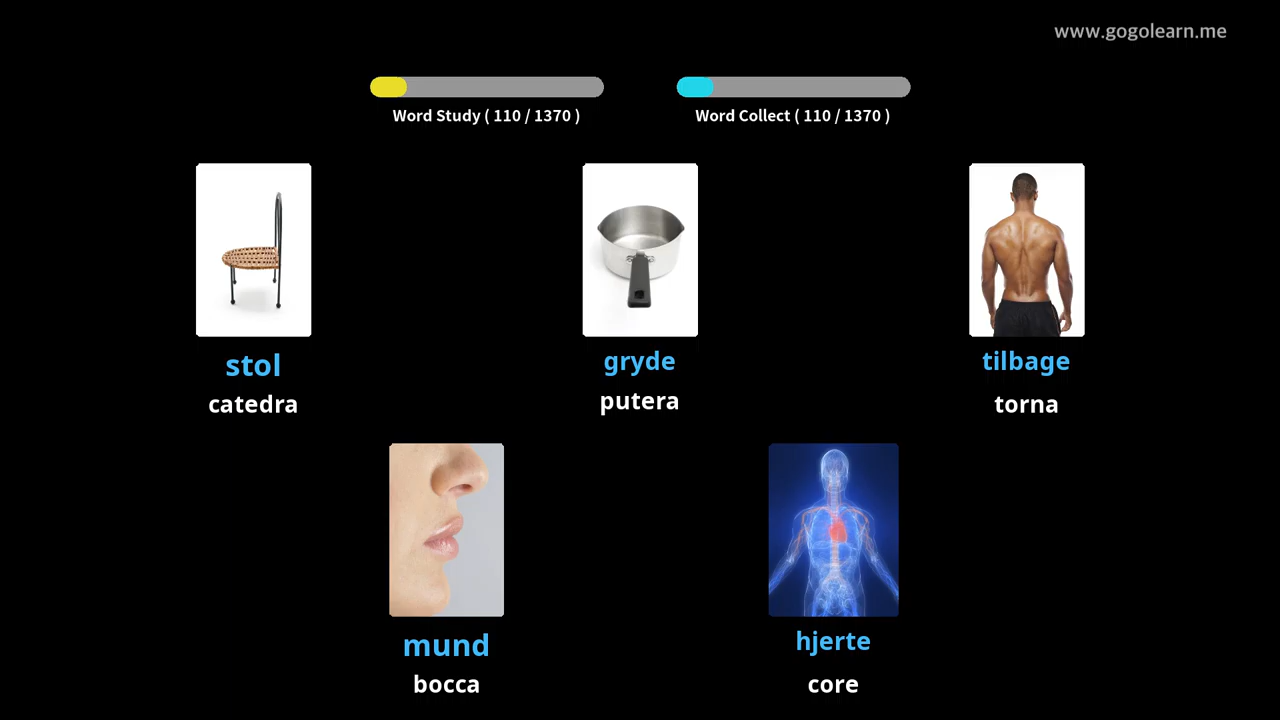 www.gogolearn.me
Word Study ( 110 / 1370 )
Word Collect ( 110 / 1370 )
stol
catedra
gryde
putera
tilbage
torna
mund
bocca
hjerte
core